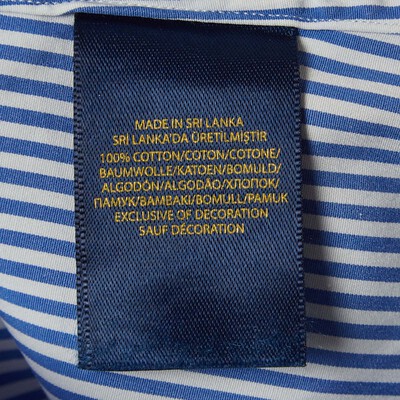 MADE IN SRI LANKA
SRI LANKA'DA ÜRETİLMİŞTİR
100% COTTON/COTON/COTONE/
BAUMWOLLE/KATOEN/BOMULD/
ALGODÓN/ALGODÃO/ХЛОПОК/
ПАМУК/BAMBAKI/BOMULL/PAMUK
EXCLUSIVE OF DECORATION
SAUF DÉCORATION